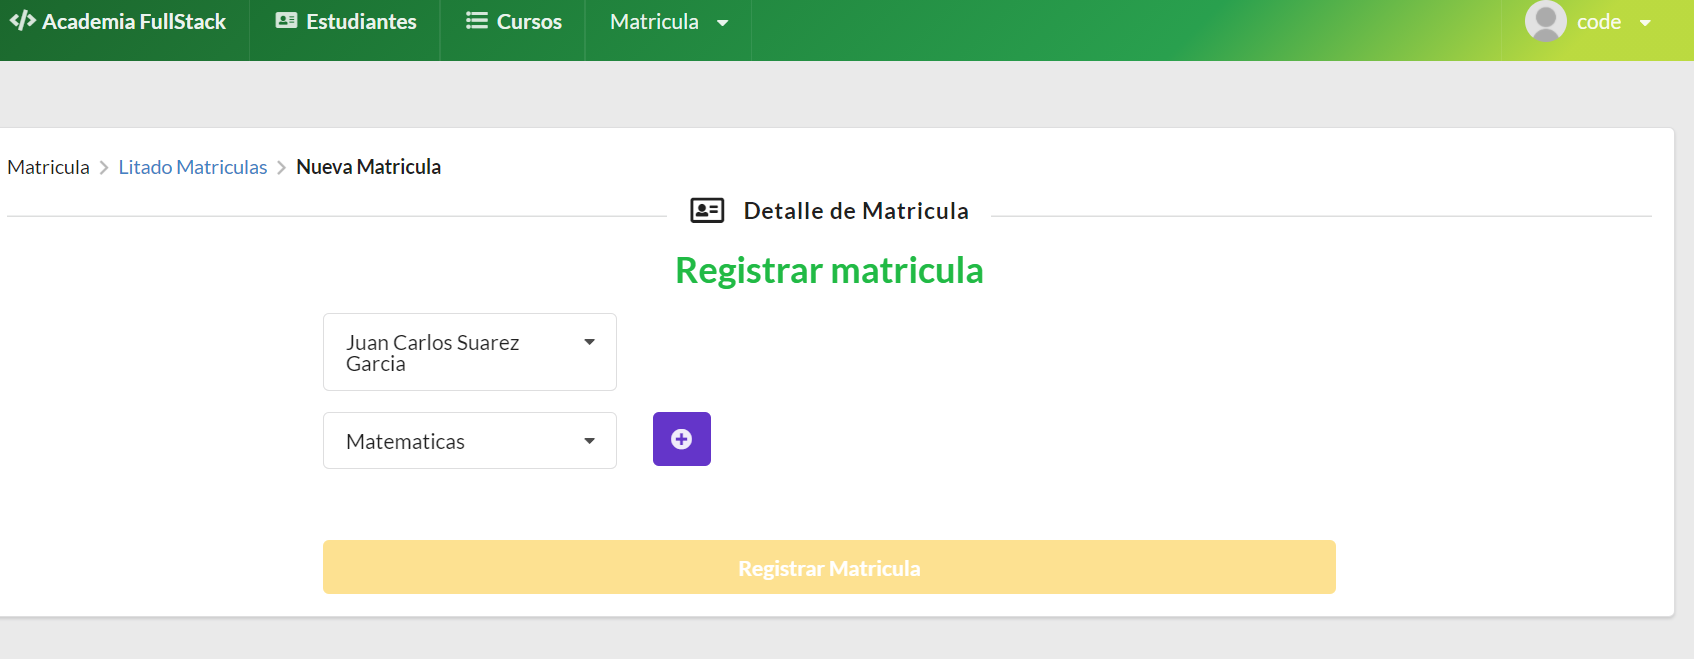 Academia FullStack
Estudiantes
Cursos
Matricula
code
Matricula > Litado Matriculas > Nueva Matricula
Detalle de Matricula
Registrar matricula
Juan Carlos Suarez
Garcia
Matematicas
Registrar Matricula